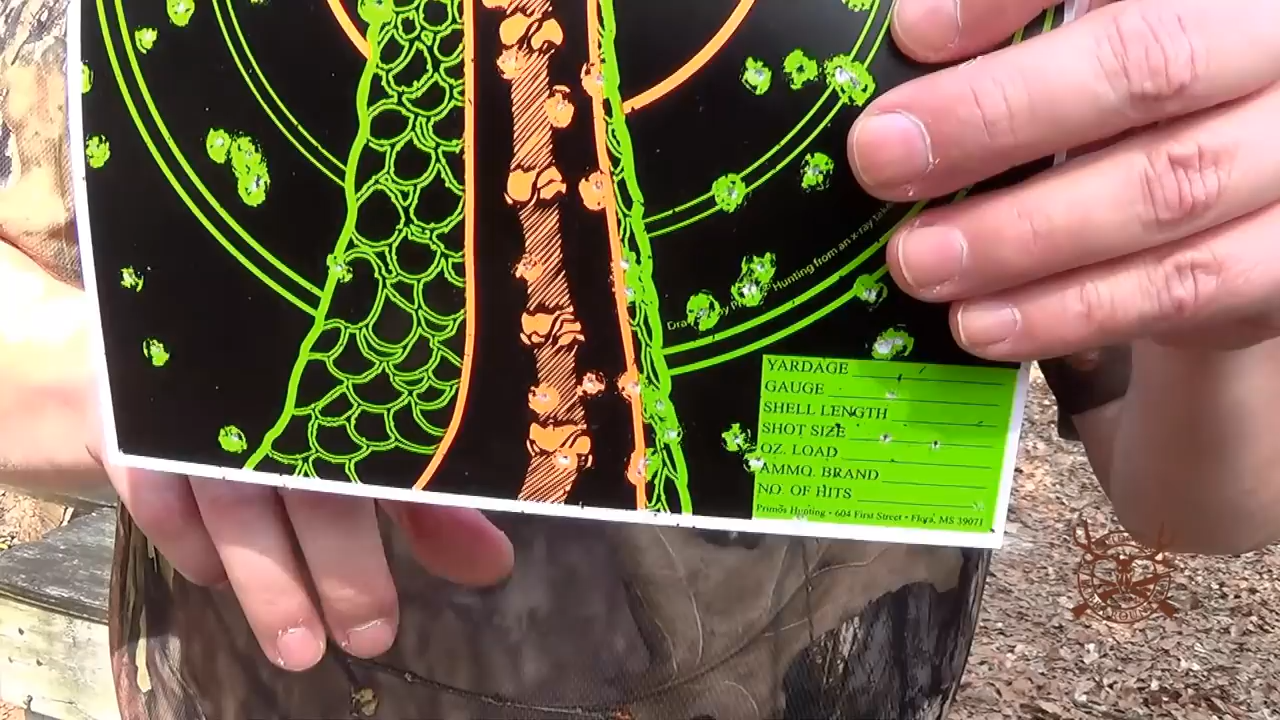 Hunting from an x-ray
YARDAGE
GAUGE
SHELL LENGTH
SHOT SIZE
OZ. LOAD
AMMO. BRAND
NO. OF HITS
Primos Hunting • 604 First Street • Flora, MS 39071